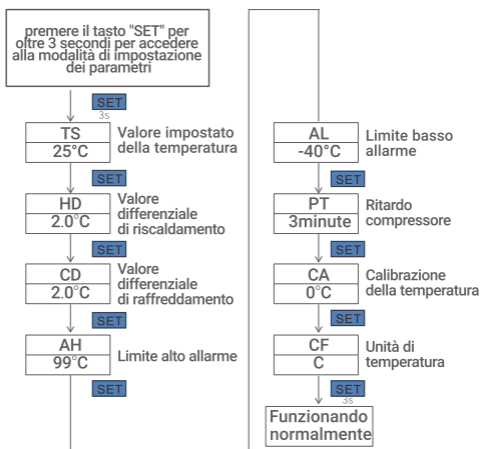 premere il tasto "SET" per
oltre 3 secondi per accedere
alla modalità di impostazione
dei parametri
SET
3s
TS
25°C
Valore impostato
della temperatura
SET
HD
2.0°C
Valore
differenziale
di riscaldamento
SET
CD
2.0°C
Valore
differenziale
di raffreddamento
SET
AH
99°C
Limite alto allarme
SET
AL
-40°C
Limite basso
allarme
SET
PT
3minute
Ritardo
compressore
SET
CA
0°C
Calibrazione
della temperatura
SET
CF
C
Unità di
temperatura
SET
3s
Funzionando
normalmente